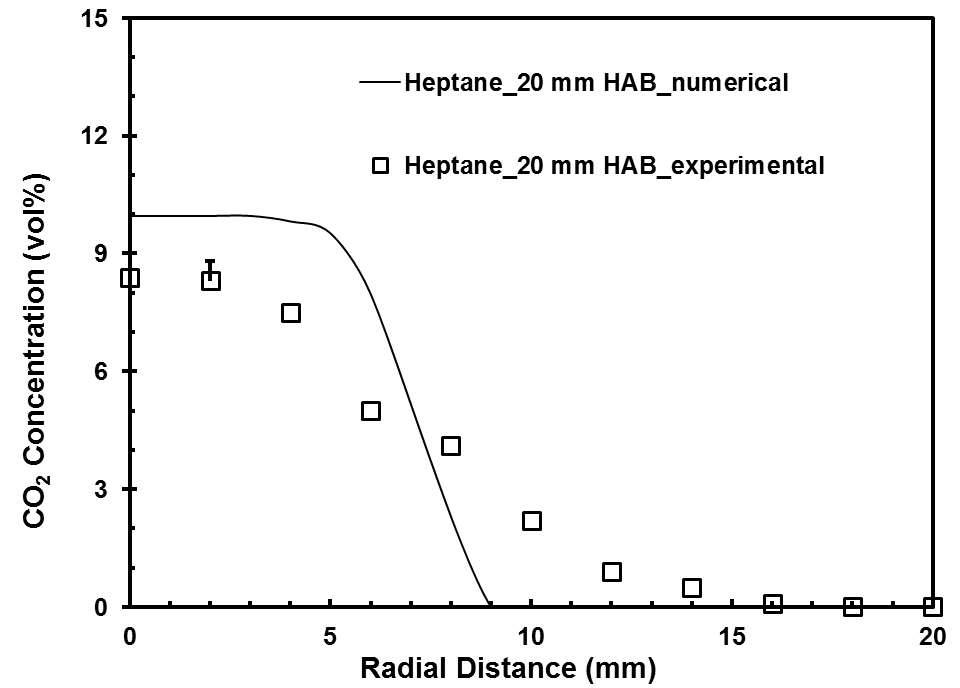 15
12
9
6
3
0
CO₂ Concentration (vol%)
Heptane_20 mm HAB_numerical
Heptane_20 mm HAB_experimental
0 5 10 15 20
Radial Distance (mm)